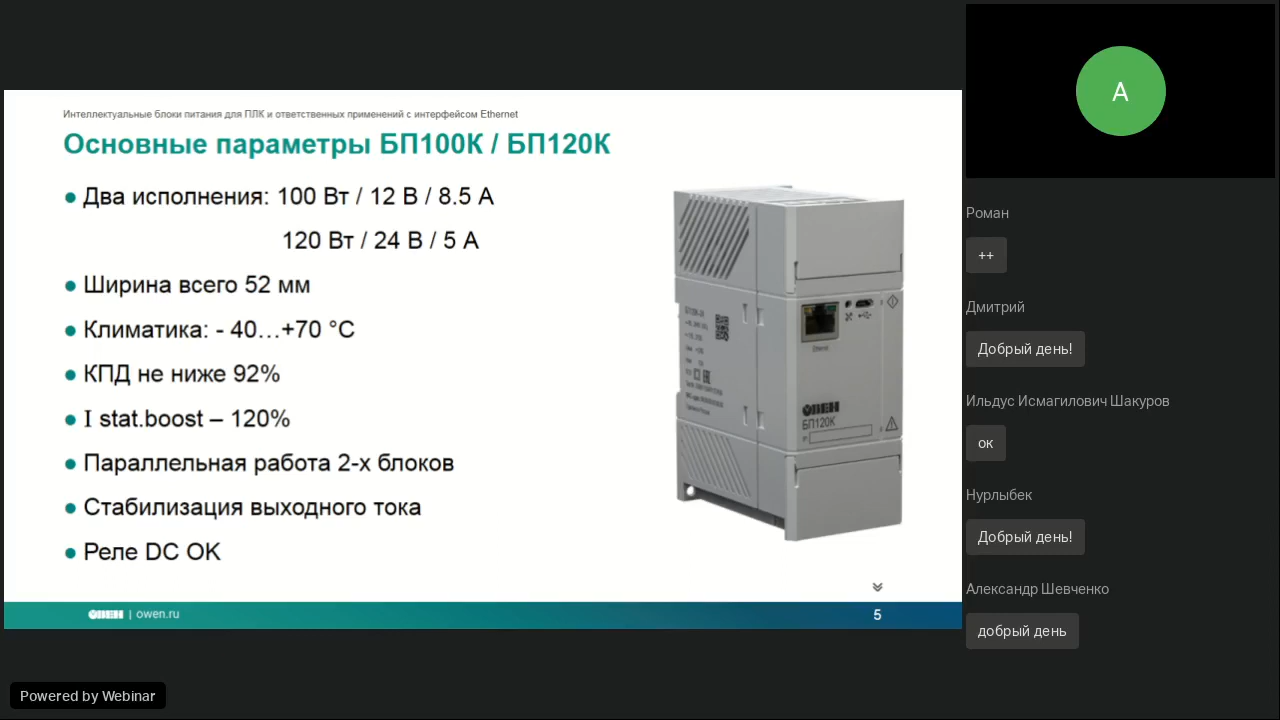 Интеллектуальные блоки питания для ПЛК и ответственных применений с интерфейсом Ethernet
Основные параметры БП100К / БП120К
Два исполнения: 100 Вт / 12 В / 8.5 А
120 Вт / 24 В / 5 А
Ширина всего 52 мм
Климатика: - 40…+70 °C
КПД не ниже 92%
I stat.boost – 120%
Параллельная работа 2-х блоков
Стабилизация выходного тока
Реле DC OK
Ethernet
ОВЕН
БП120К
ОВЕН | owen.ru
5
A
Роман
++
Дмитрий
Добрый день!
Ильдус Исмагилович Шакуров
ок
Нурлыбек
Добрый день!
Александр Шевченко
добрый день
Powered by Webinar